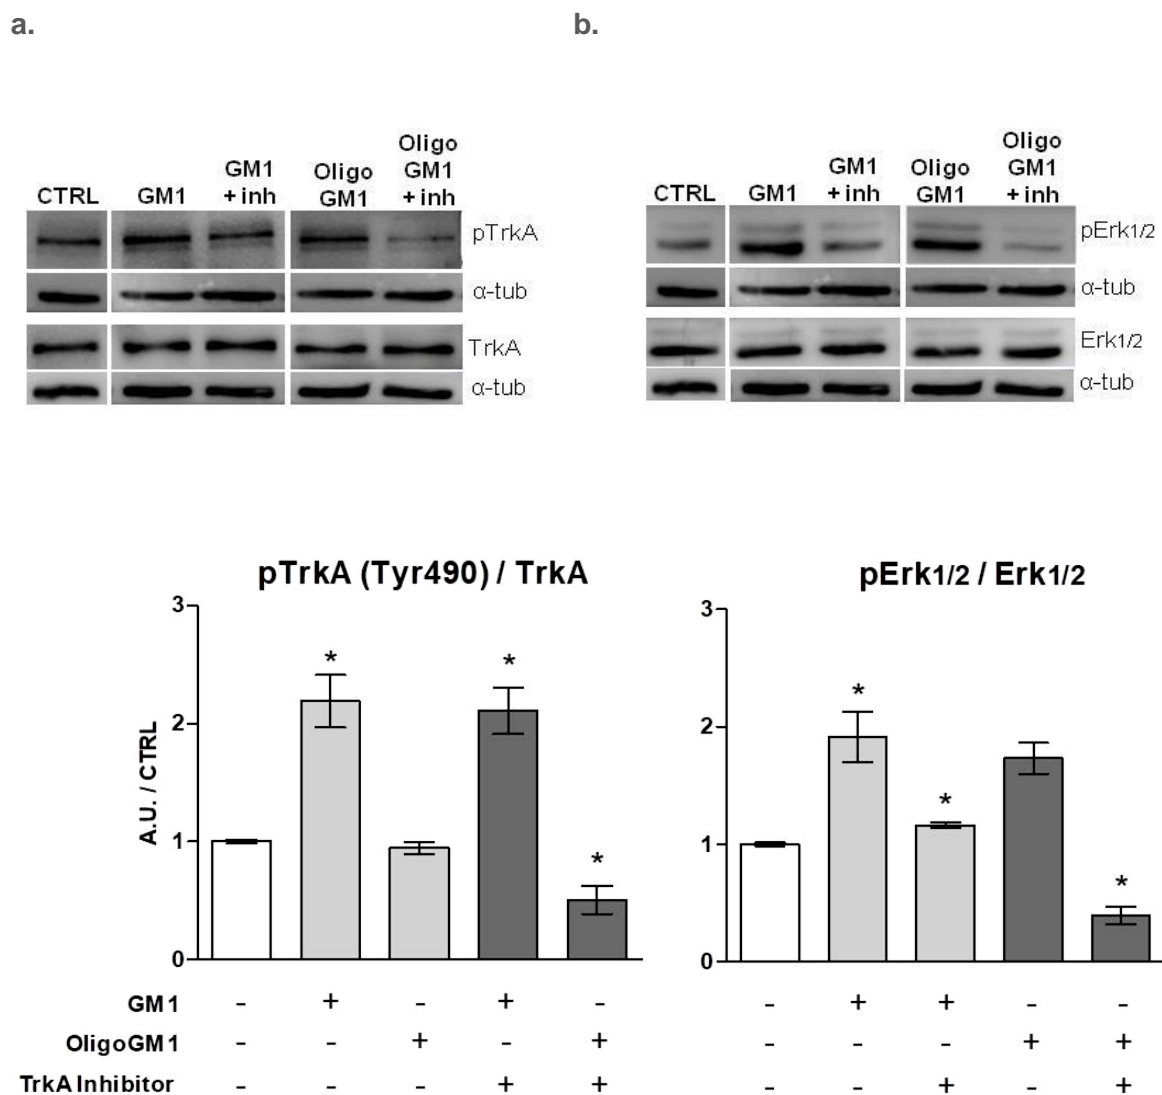 a.
b.
CTRL
GM1
GM1
+ inh
Oligo
GM1
Oligo
GM1
+ inh
pTrkA
α-tub
TrkA
α-tub
CTRL
GM1
GM1
+ inh
Oligo
GM1
Oligo
GM1
+ inh
pErk1/2
α-tub
Erk1/2
α-tub
pTrkA (Tyr490) / TrkA
A.U. / CTRL
3
2
1
0
* * *
GM1 - + - + -
OligoGM1 - - + - +
TrkA Inhibitor - - - + +
pErk1/2 / Erk1/2
3
2
1
0
* * *
- + + - -
- - - + +
- - + - +